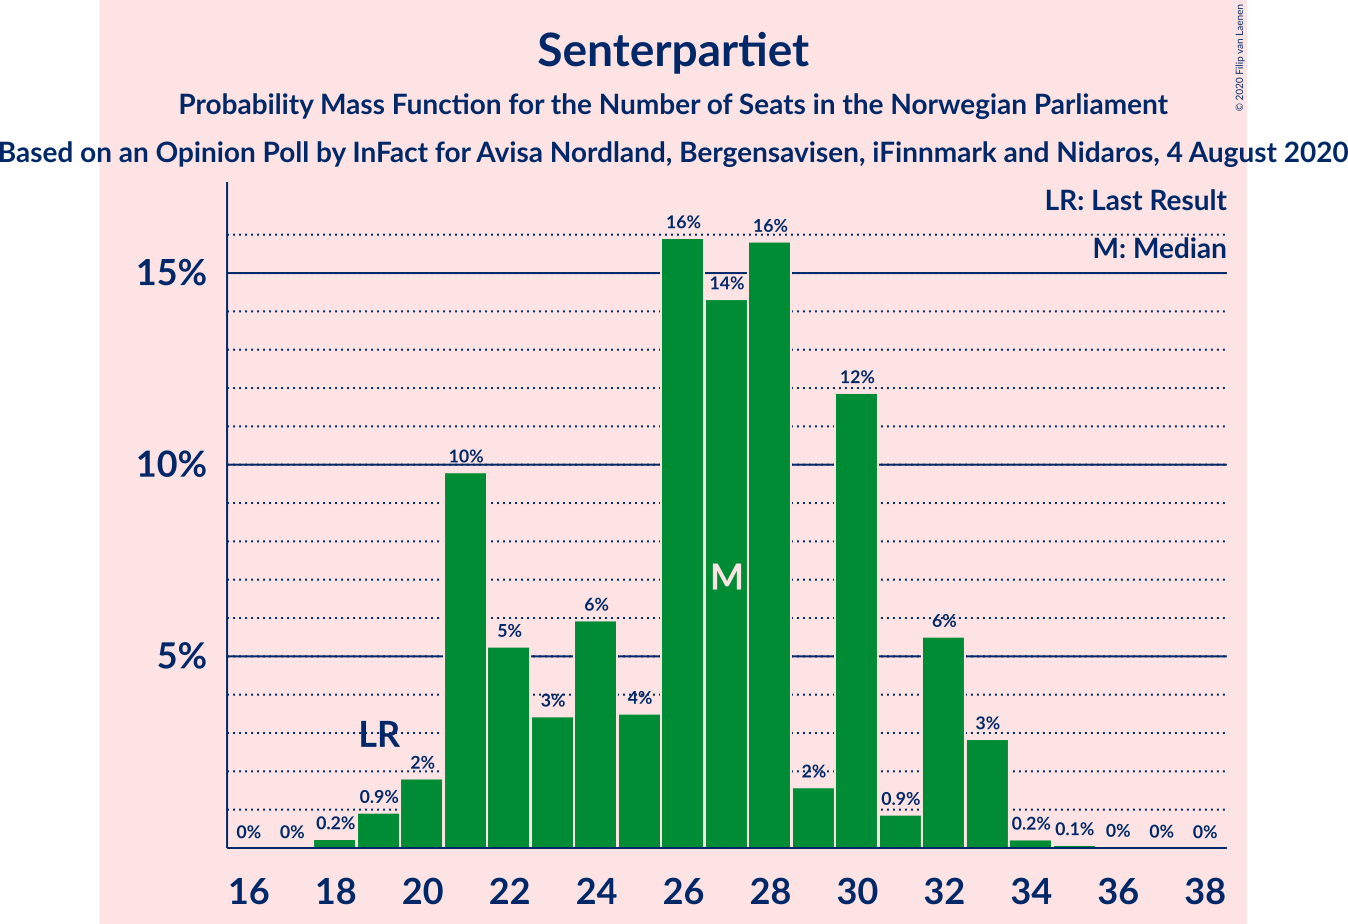 Senterpartiet
Probability Mass Function for the Number of Seats in the Norwegian Parliament
Based on an Opinion Poll by InFact for Avisa Nordland, Bergensavisen, iFinnmark and Nidaros, 4 August 2020
© 2020 Filip van Laenen
LR: Last Result
M: Median
15%
10%
5%
0%
0%
0.2%
0.9%
LR
2%
10%
5%
3%
6%
4%
16%
14%
M
16%
2%
12%
0.9%
6%
3%
0.2%
0.1%
0%
0%
0%
16 18 20 22 24 26 28 30 32 34 36 38